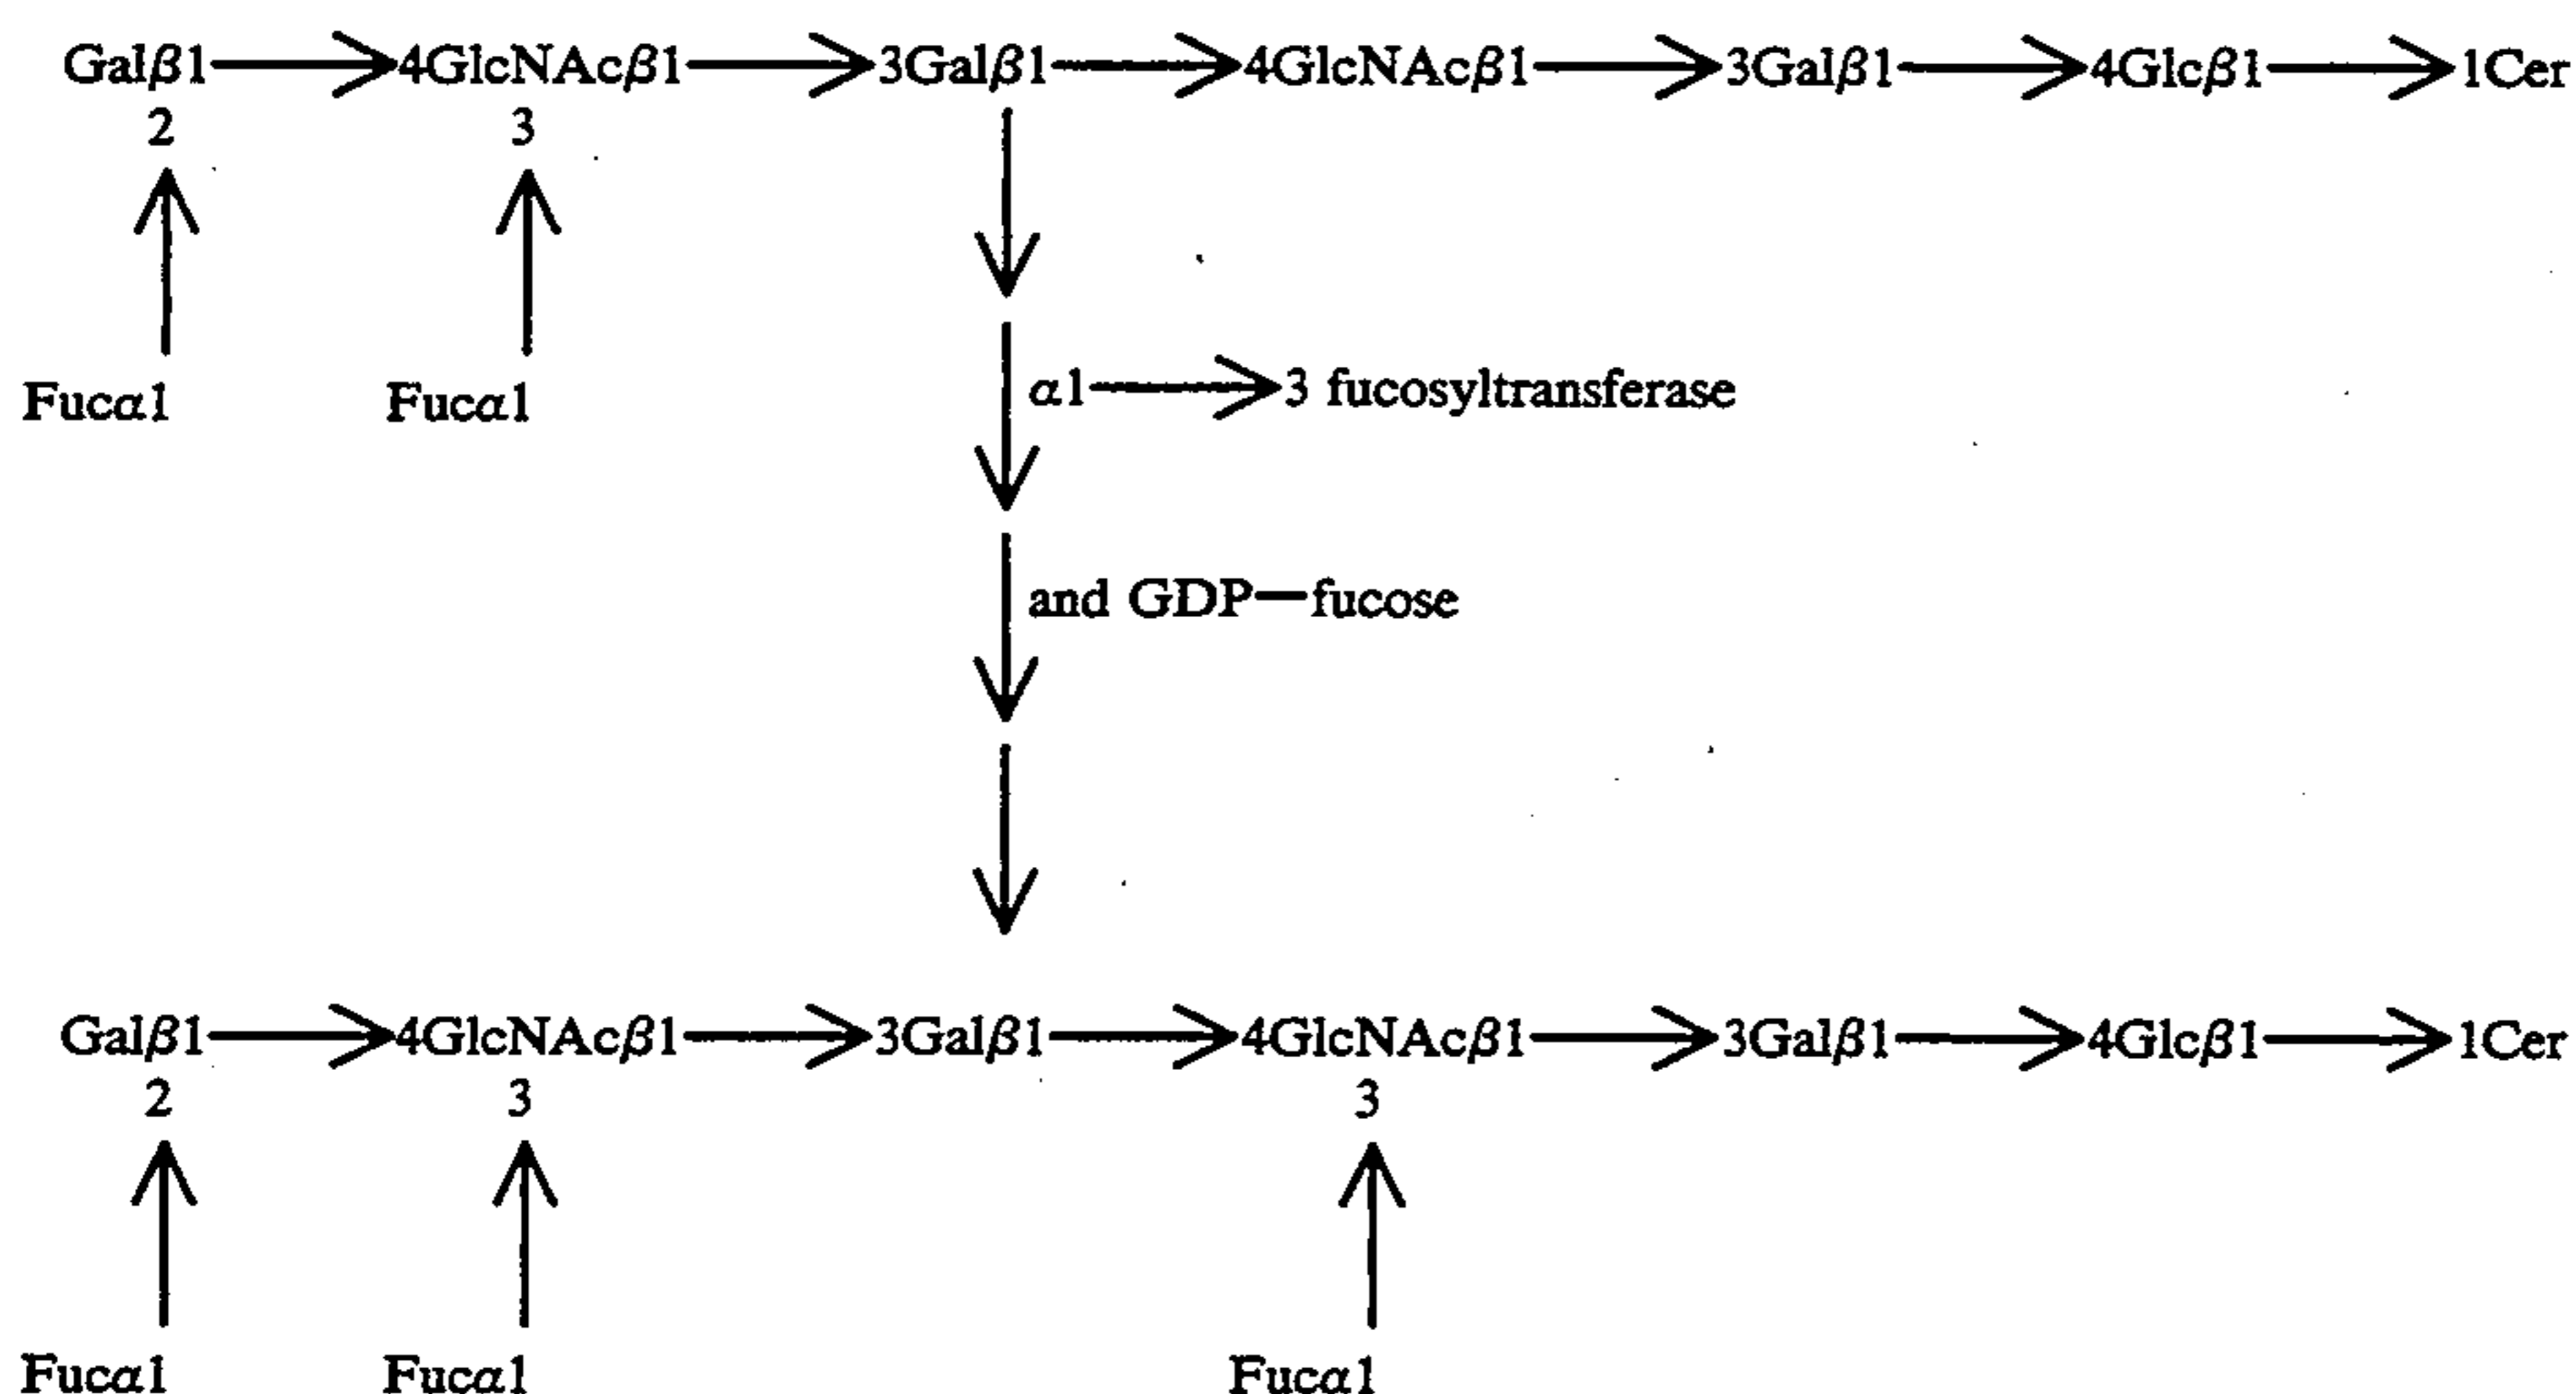 Galβ1→4GlcNAcβ1→3Galβ1→4GlcNAcβ1→3Galβ1→4Glcβ1→1Cer
2 3
Fucα1 Fucα1
α1→3 fucosyltransferase
and GDP—fucose
Galβ1→4GlcNAcβ1→3Galβ1→4GlcNAcβ1→3Galβ1→4Glcβ1→1Cer
2 3 3
Fucα1 Fucα1 Fucα1